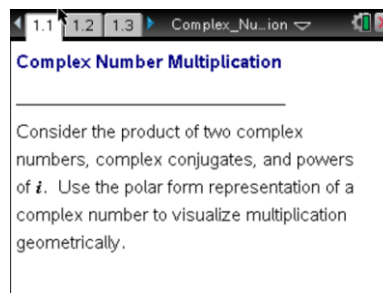 1.1 1.2 1.3 Complex_Nu...ion
Complex Number Multiplication
Consider the product of two complex
numbers, complex conjugates, and powers
of i. Use the polar form representation of a
complex number to visualize multiplication
geometrically.